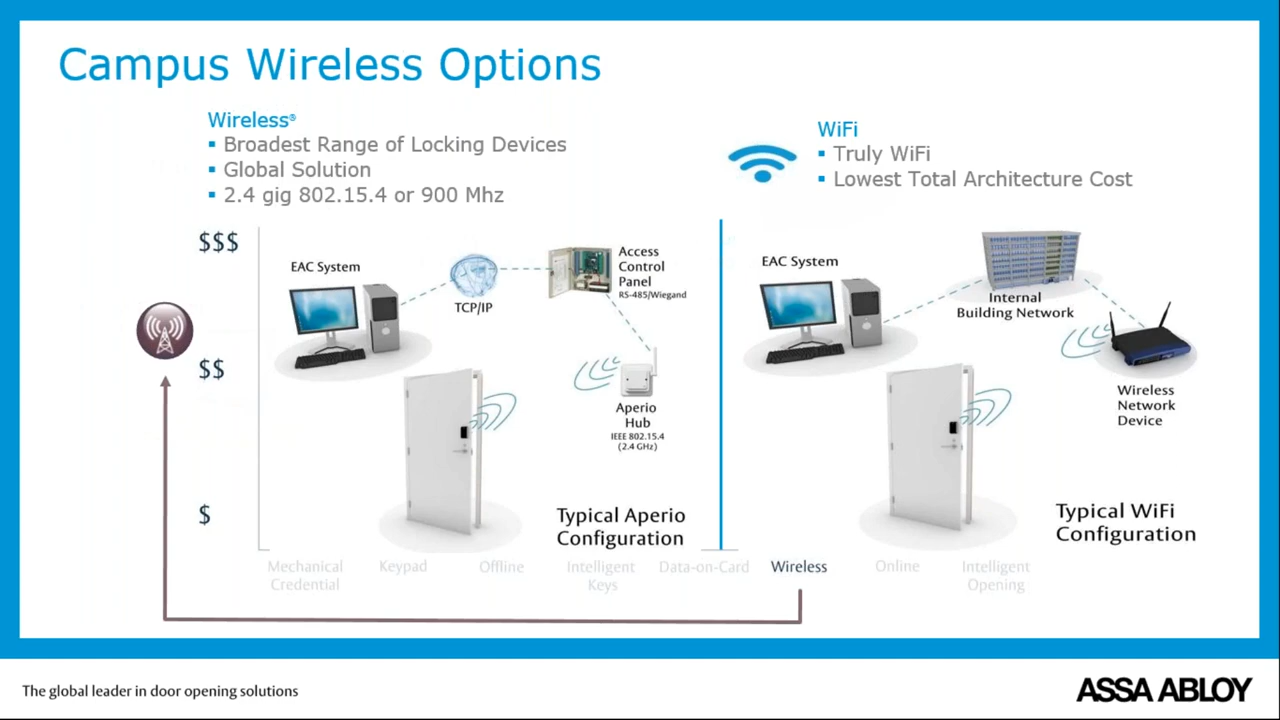 Campus Wireless Options
Wireless®
▪ Broadest Range of Locking Devices
▪ Global Solution
▪ 2.4 gig 802.15.4 or 900 Mhz
WiFi
▪ Truly WiFi
▪ Lowest Total Architecture Cost
$$$
$$
$
EAC System
TCP/IP
Access
Control
Panel
RS-485/Wiegand
Aperio
Hub
IEEE 802.15.4
(2.4 GHz)
Typical Aperio
Configuration
EAC System
Internal
Building Network
Wireless
Network
Device
Typical WiFi
Configuration
Mechanical
Credential
Keypad
Offline
Intelligent
Keys
Data-on-Card
Wireless
Online
Intelligent
Opening
The global leader in door opening solutions
ASSA ABLOY